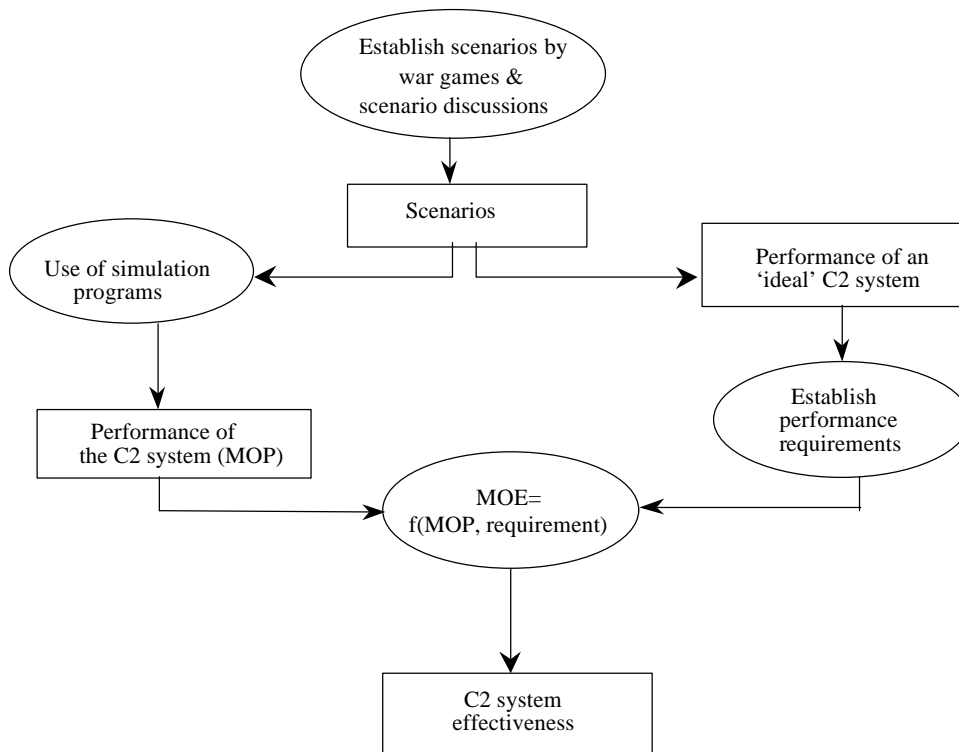 Establish scenarios by
war games &
scenario discussions
Scenarios
Use of simulation
programs
Performance of an
‘ideal’ C2 system
Performance of
the C2 system (MOP)
Establish
performance
requirements
MOE=
f(MOP, requirement)
C2 system
effectiveness